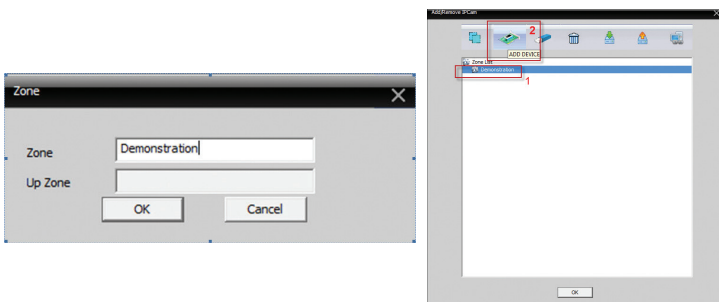 Zone
Zone
Demonstration
Up Zone
OK
Cancel
Add/Remove IPCam
2
ADD DEVICE
Zone List
Demonstration
1
OK